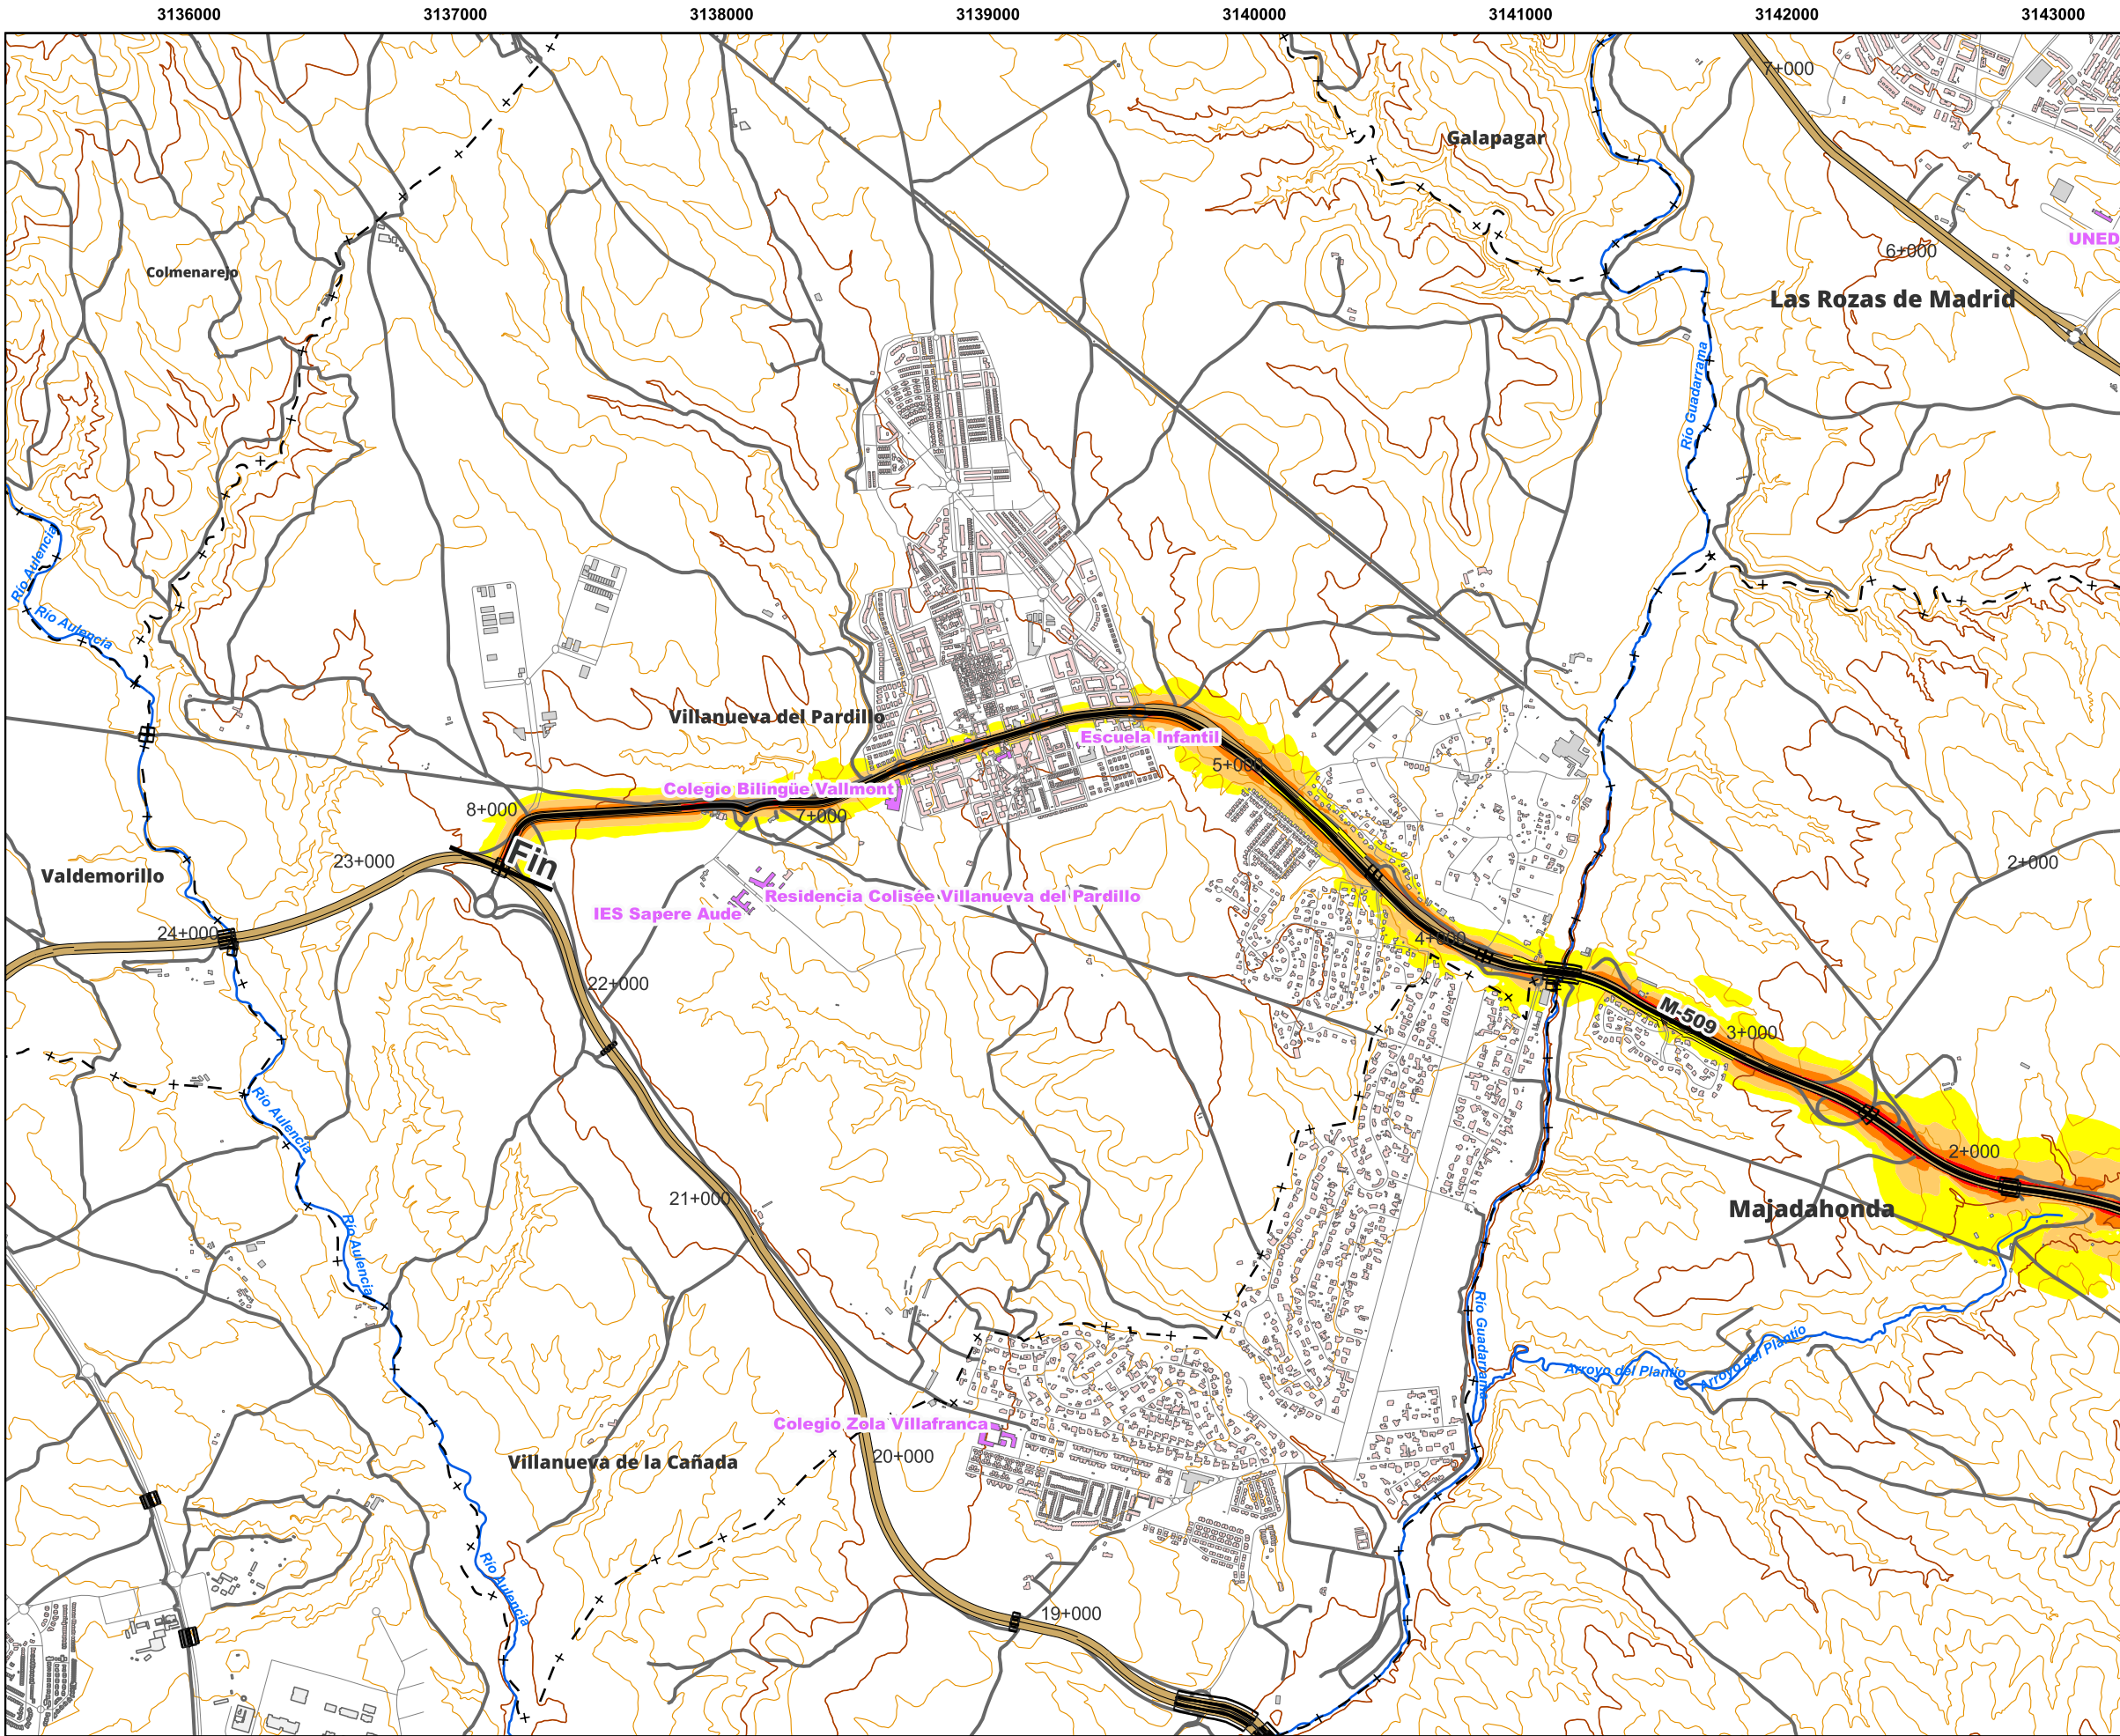 3136000 3137000 3138000 3139000 3140000 3141000 3142000 3143000
7+000
Galapagar
UNED
6+000
Colmenarejo
Las Rozas de Madrid
Río Guadarrama
Río Aulencia
Río Aulencia
Villanueva del Pardillo
Escuela Infantil
5+000
Colegio Bilingüe Vallmont
8+000
7+000
Fin
23+000
2+000
Valdemorillo
Residencia Colisée Villanueva del Pardillo
IES Sapere Aude
24+000
4+000
22+000
M-509
3+000
Río Aulencia
2+000
21+000
Majadahonda
Río Aulencia
Río Guadarrama
Arroyo del Plantío
Arroyo del Plantío
Colegio Zola Villafranca
20+000
Villanueva de la Cañada
Río Aulencia
19+000